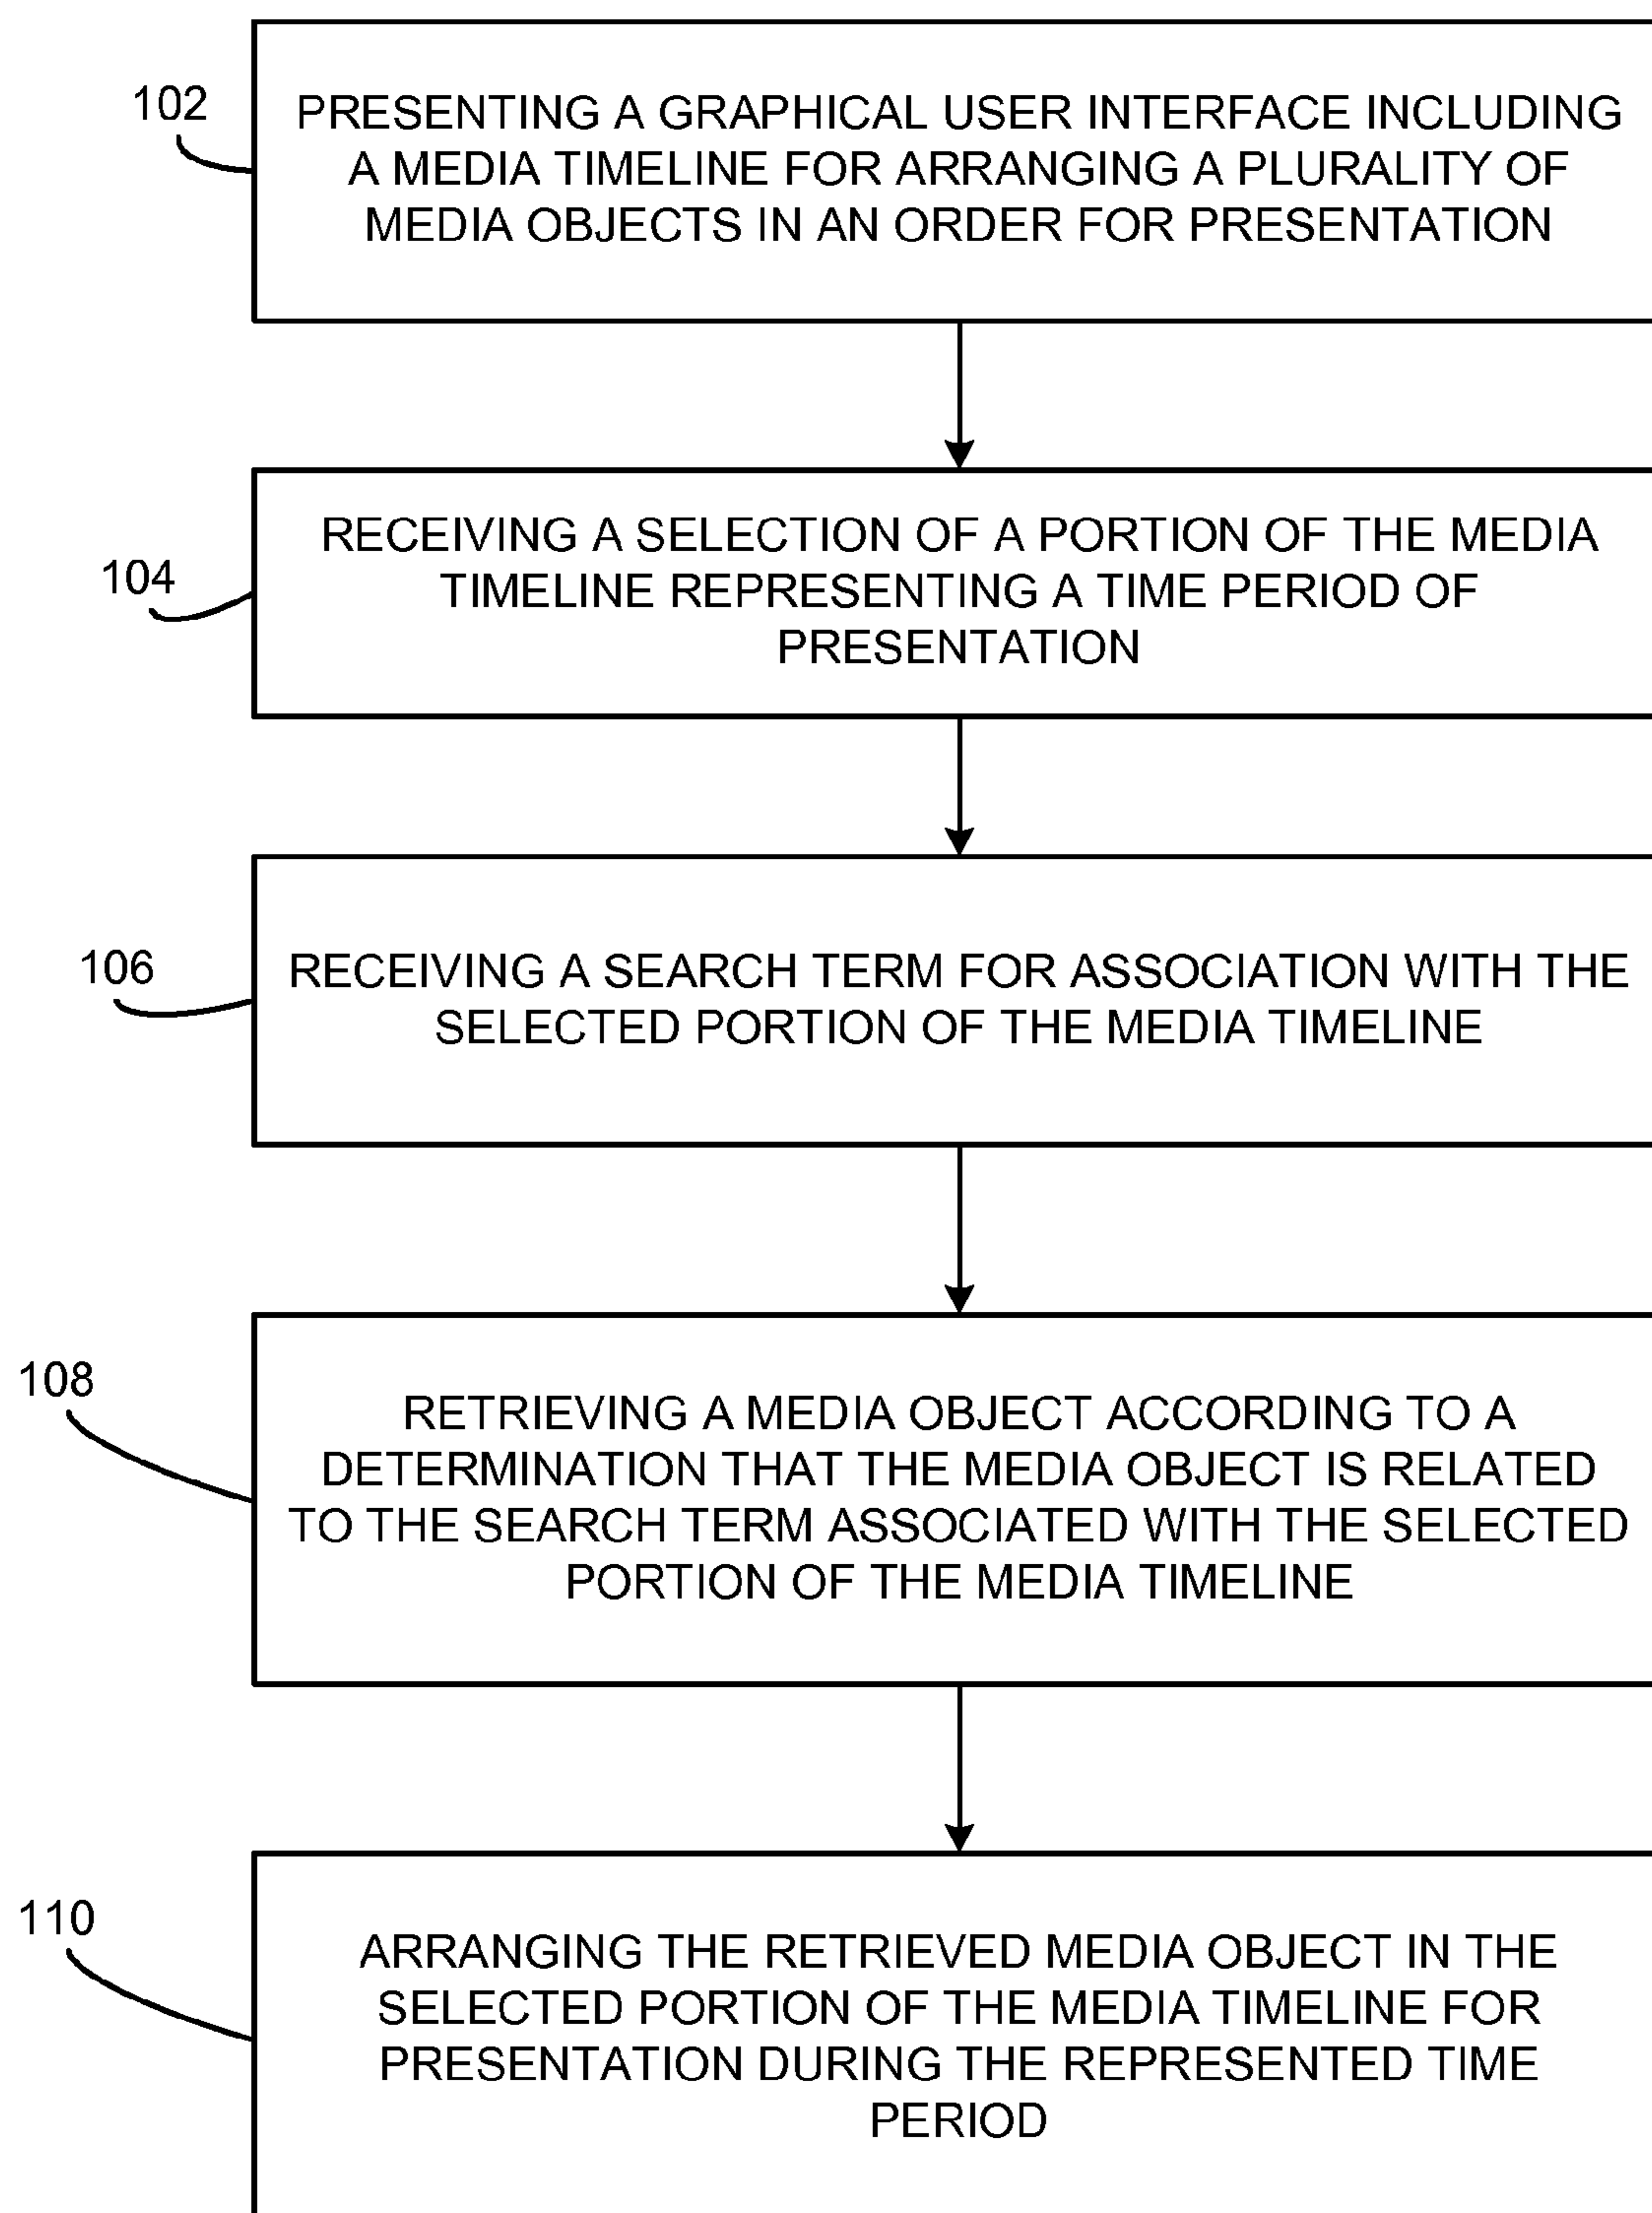 102
PRESENTING A GRAPHICAL USER INTERFACE INCLUDING
A MEDIA TIMELINE FOR ARRANGING A PLURALITY OF
MEDIA OBJECTS IN AN ORDER FOR PRESENTATION
104
RECEIVING A SELECTION OF A PORTION OF THE MEDIA
TIMELINE REPRESENTING A TIME PERIOD OF
PRESENTATION
106
RECEIVING A SEARCH TERM FOR ASSOCIATION WITH THE
SELECTED PORTION OF THE MEDIA TIMELINE
108
RETRIEVING A MEDIA OBJECT ACCORDING TO A
DETERMINATION THAT THE MEDIA OBJECT IS RELATED
TO THE SEARCH TERM ASSOCIATED WITH THE SELECTED
PORTION OF THE MEDIA TIMELINE
110
ARRANGING THE RETRIEVED MEDIA OBJECT IN THE
SELECTED PORTION OF THE MEDIA TIMELINE FOR
PRESENTATION DURING THE REPRESENTED TIME
PERIOD